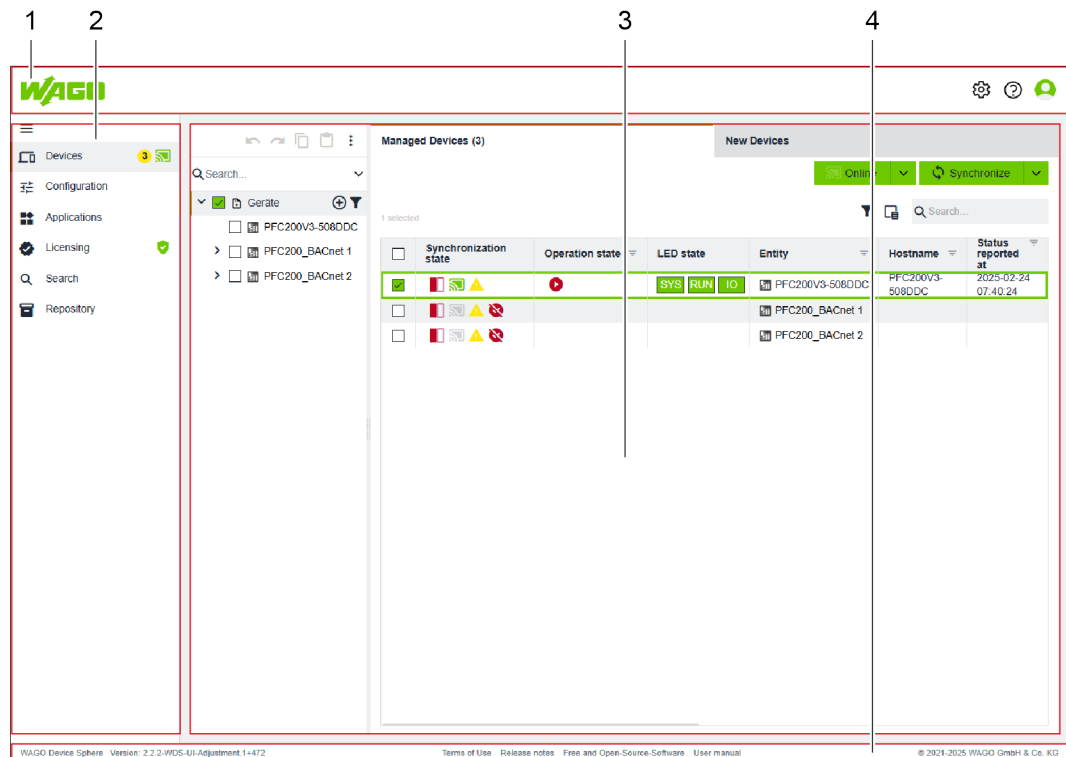 1 2 3 4
WAGO
Devices 3
Configuration
Applications
Licensing
Search
Repository
Search...
Geräte
PFC200V3-508DDC
PFC200_BACnet 1
PFC200_BACnet 2
Managed Devices (3) New Devices
Online Synchronize
1 selected Search...
Synchronization state Operation state LED state Entity Hostname Status reported at
SYS RUN IO PFC200V3-508DDC PFC200V3-508DDC 2025-02-24 07:40:24
PFC200_BACnet 1
PFC200_BACnet 2
WAGO Device Sphere Version: 2.2.2-WDS-UI-Adjustment.1+472 Terms of Use Release notes Free and Open-Source-Software User manual © 2021-2025 WAGO GmbH & Co. KG